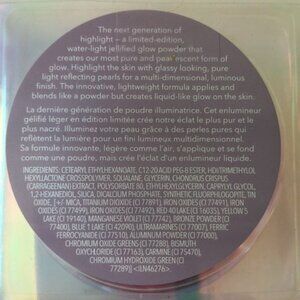 The next generation of
highlight – a limited-edition,
water-light jellified glow powder that
creates our most pure and pearlescent form of
glow. Highlight the skin with glassy looking, pure
light reflecting pearls for a multi-dimensional, luminous
finish. The innovative, lightweight formula applies and
blends like a powder but creates liquid-like glow on the skin.
La dernière génération de poudre illuminatrice. Cet enlumineur
gélifié léger en édition limitée crée notre éclat le plus pur et le
plus nacré. Illuminez votre peau grâce à des perles pures qui
reflètent la lumière pour un fini lumineux multidimensionnel.
Sa formule innovante, légère comme l'air, s'applique et se fond
comme une poudre, mais crée l'éclat d'un enlumineur liquide.
INGREDIENTS: CETEARYL ETHYLHEXANOATE, C12-20 ACID PEG-8 ESTER, HDI/TRIMETHYLOL
HEXYLLACTONE CROSSPOLYMER, SQUALANE, GLYCERIN, CHONDRUS CRISPUS
(CARRAGEENAN) EXTRACT, POLYSORBATE 80, ETHYLHEXYLGLYCERIN, CAPRYLYL GLYCOL,
1,2-HEXANEDIOL, SILICA, DICALCIUM PHOSPHATE, SYNTHETIC FLUORPHLOGOPITE, TIN
OXIDE, [+/-: MICA, TITANIUM DIOXIDE (CI 77891), IRON OXIDES (CI 77491), IRON
OXIDES (CI 77492), IRON OXIDES (CI 77499), RED 40 LAKE (CI 16035), YELLOW 5
LAKE (CI 19140), MANGANESE VIOLET (CI 77742), BRONZE POWDER (CI
77400), BLUE 1 LAKE (CI 42090), ULTRAMARINES (CI 77007), FERRIC
FERROCYANIDE (CI 77510), ALUMINUM POWDER (CI 77000),
CHROMIUM OXIDE GREENS (CI 77288), BISMUTH
OXYCHLORIDE (CI 77163), CARMINE (CI 75470),
CHROMIUM HYDROXIDE GREEN (CI
77289)] <ILN46276>